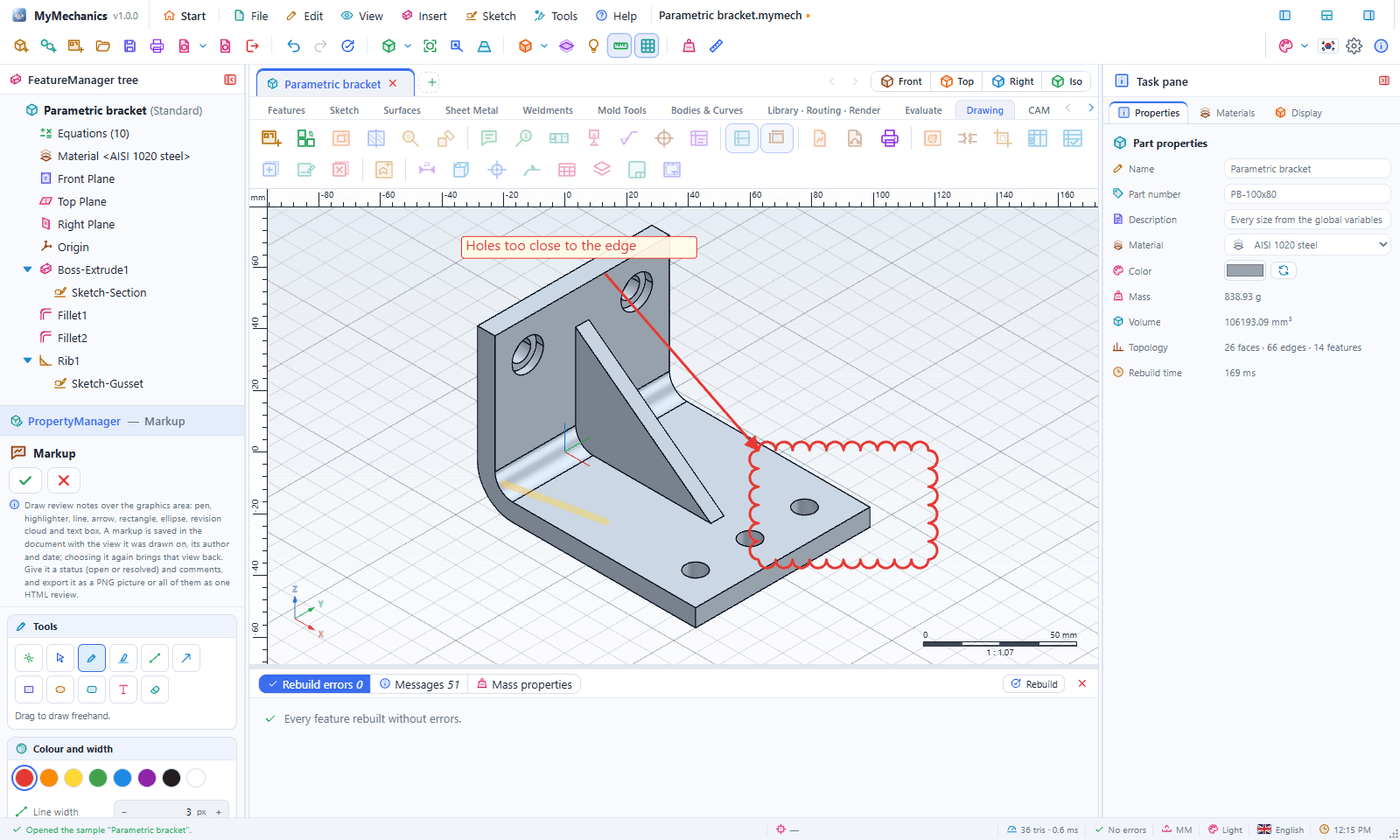 MyMechanics v1.0.0 Start File Edit View Insert Sketch Tools Help Parametric bracket.mymech
FeatureManager tree
Parametric bracket (Standard)
Equations (10)
Material <AISI 1020 steel>
Front Plane
Top Plane
Right Plane
Origin
Boss-Extrude1
Sketch-Section
Fillet1
Fillet2
Rib1
Sketch-Gusset
PropertyManager — Markup
Markup
Draw review notes over the graphics area: pen,
highlighter, line, arrow, rectangle, ellipse, revision
cloud and text box. A markup is saved in the
document with the view it was drawn on, its author
and date; choosing it again brings that view back.
Give it a status (open or resolved) and comments,
and export it as a PNG picture or all of them as one
HTML review.
Tools
Drag to draw freehand.
Colour and width
Line width − 3 px +
Parametric bracket
Front Top Right Iso
Features Sketch Surfaces Sheet Metal Weldments Mold Tools Bodies & Curves Library · Routing · Render Evaluate Drawing CAM
mm -80 -60 -40 -20 0 20 40 60 80 100 120 140 160
60
40
20
0
-20
-40
-60
Holes too close to the edge
Z
Y
X
0 50 mm
1 : 1.07
Rebuild errors 0 Messages 51 Mass properties Rebuild
Every feature rebuilt without errors.
Task pane
Properties Materials Display
Part properties
Name Parametric bracket
Part number PB-100x80
Description Every size from the global variables
Material AISI 1020 steel
Color
Mass 838.93 g
Volume 106193.09 mm³
Topology 26 faces · 66 edges · 14 features
Rebuild time 169 ms
Opened the sample "Parametric bracket". — 36 tris · 0.6 ms No errors MM Light English 12:15 PM